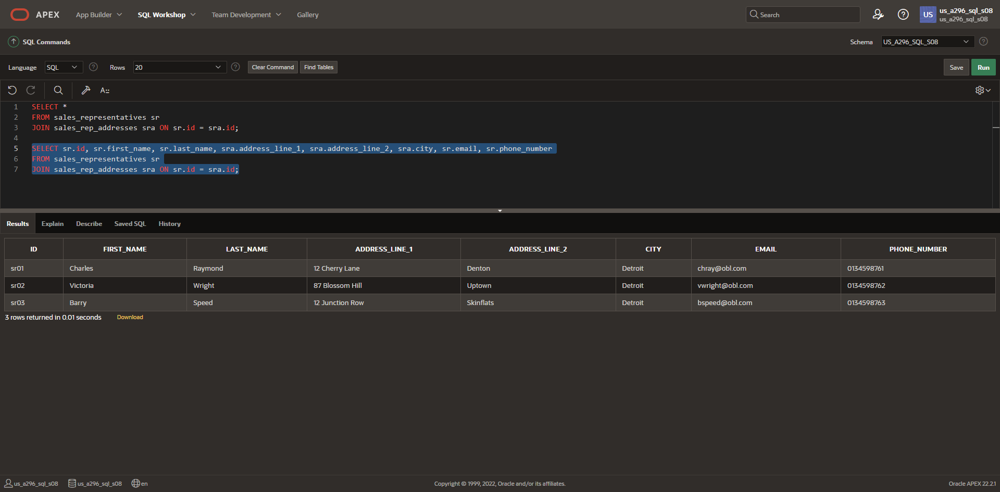 APEX App Builder SQL Workshop Team Development Gallery Search US us_a296_sql_s08
us_a296_sql_s08
SQL Commands Schema US_A296_SQL_S08
Language SQL Rows 20 Clear Command Find Tables Save Run
A
1 SELECT *
2 FROM sales_representatives sr
3 JOIN sales_rep_addresses sra ON sr.id = sra.id;
4
5 SELECT sr.id, sr.first_name, sr.last_name, sra.address_line_1, sra.address_line_2, sra.city, sr.email, sr.phone_number
6 FROM sales_representatives sr
7 JOIN sales_rep_addresses sra ON sr.id = sra.id;
Results Explain Describe Saved SQL History
ID FIRST_NAME LAST_NAME ADDRESS_LINE_1 ADDRESS_LINE_2 CITY EMAIL PHONE_NUMBER
sr01 Charles Raymond 12 Cherry Lane Denton Detroit chray@obl.com 0134598761
sr02 Victoria Wright 87 Blossom Hill Uptown Detroit vwright@obl.com 0134598762
sr03 Barry Speed 12 Junction Row Skinflats Detroit bspeed@obl.com 0134598763
3 rows returned in 0.01 seconds Download
us_a296_sql_s08 us_a296_sql_s08 en Copyright © 1999, 2022, Oracle and/or its affiliates. Oracle APEX 22.2.1